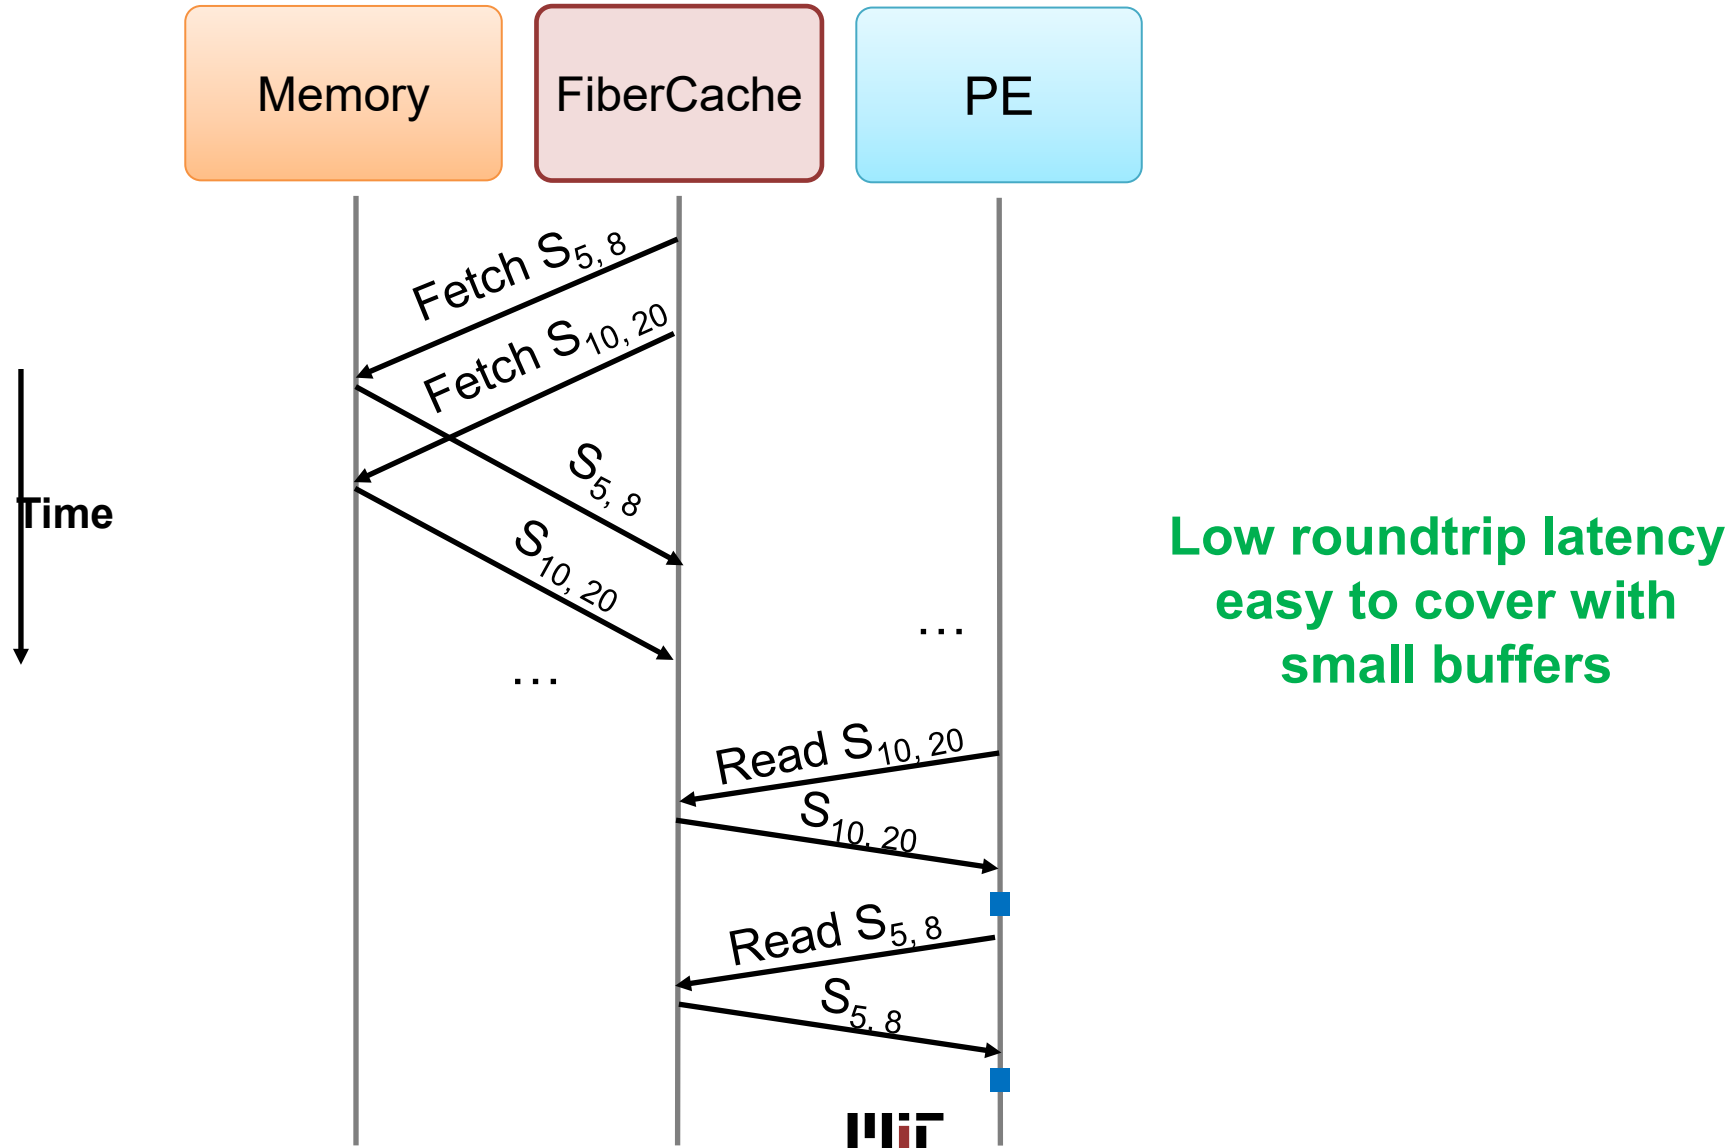 Memory
FiberCache
PE
Fetch S5, 8
Fetch S10, 20
S5, 8
S10, 20
Time
…
…
Low roundtrip latency
easy to cover with
small buffers
Read S10, 20
S10, 20
Read S5, 8
S5, 8